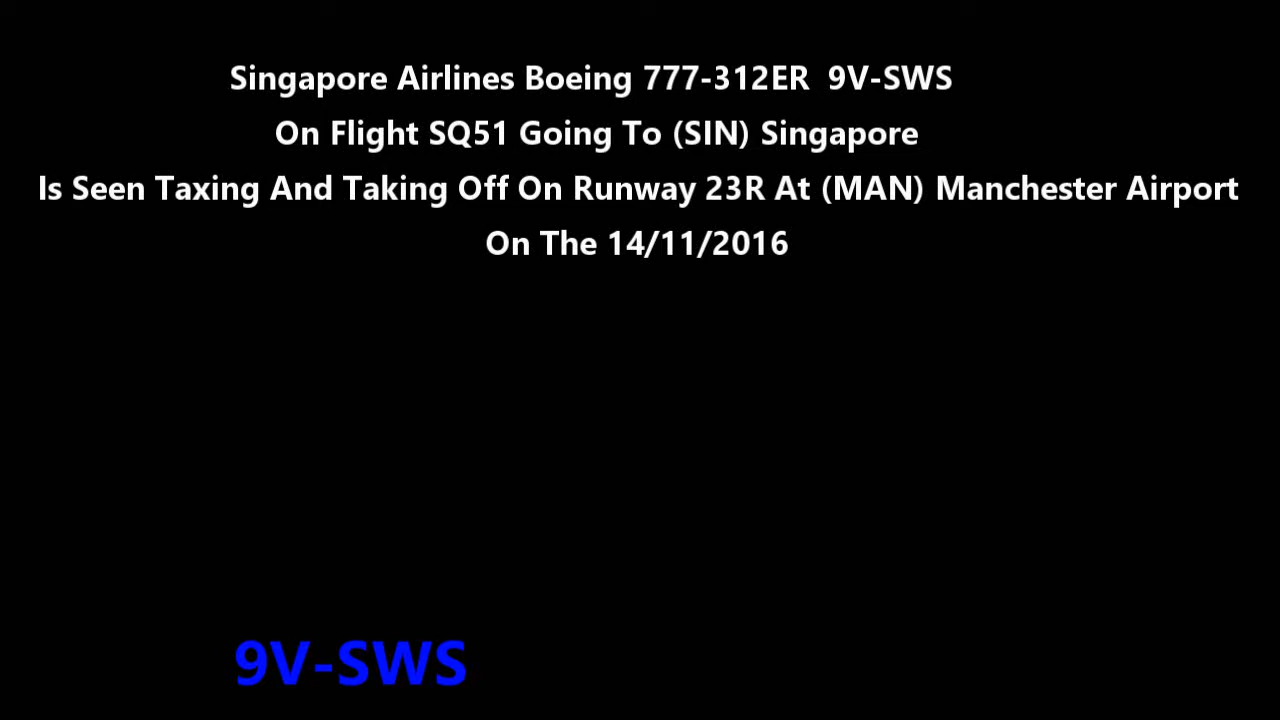 Singapore Airlines Boeing 777-312ER  9V-SWS
On Flight SQ51 Going To (SIN) Singapore
Is Seen Taxing And Taking Off On Runway 23R At (MAN) Manchester Airport
On The 14/11/2016
9V-SWS